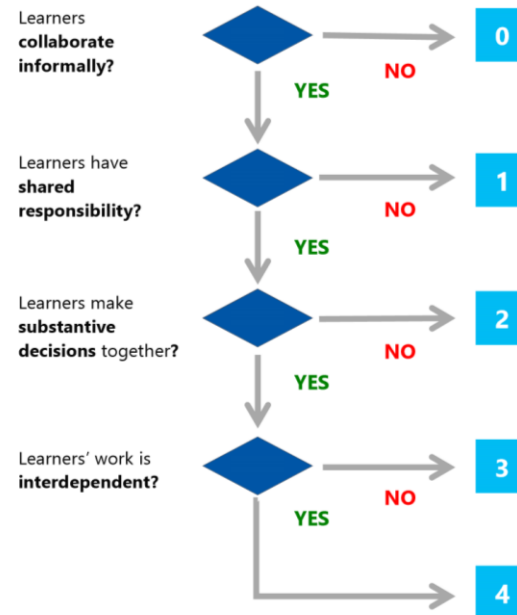 Learners
collaborate
informally?
0
NO
YES
Learners have
shared
responsibility?
1
NO
YES
Learners make
substantive
decisions together?
2
NO
YES
Learners’ work is
interdependent?
3
NO
YES
4